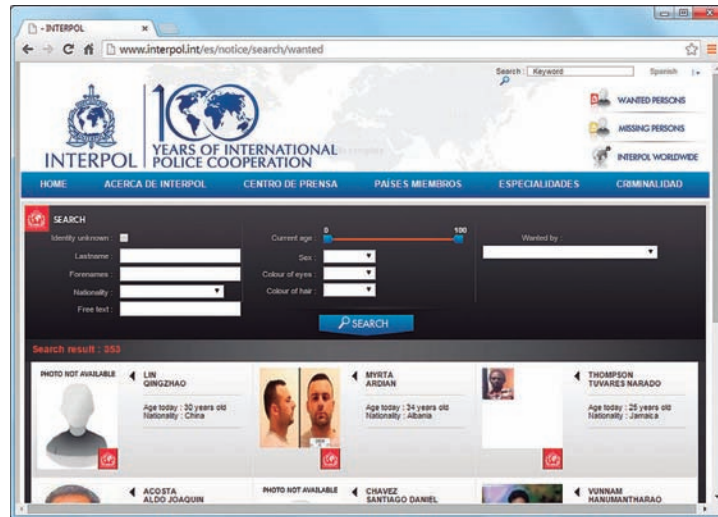 - INTERPOL
www.interpol.int/es/notice/search/wanted
Search : Keyword
Spanish
WANTED PERSONS
MISSING PERSONS
INTERPOL WORLDWIDE
INTERPOL
100
YEARS OF INTERNATIONAL
POLICE COOPERATION
HOME ACERCA DE INTERPOL CENTRO DE PRENSA PAÍSES MIEMBROS ESPECIALIDADES CRIMINALIDAD
SEARCH
Identity unknown :
Lastname :
Forenames :
Nationality :
Free text :
Current age : 0 100
Sex :
Colour of eyes :
Colour of hair :
Wanted by :
SEARCH
Search result : 353
PHOTO NOT AVAILABLE
LIN
QINGZHAO
Age today : 30 years old
Nationality : China
MYRTA
ARDIAN
Age today : 34 years old
Nationality : Albania
THOMPSON
TUVARES NARADO
Age today : 25 years old
Nationality : Jamaica
ACOSTA
ALDO JOAQUIN
PHOTO NOT AVAILABLE
CHAVEZ
SANTIAGO DANIEL
VUNNAM
HANUMANTHARAO